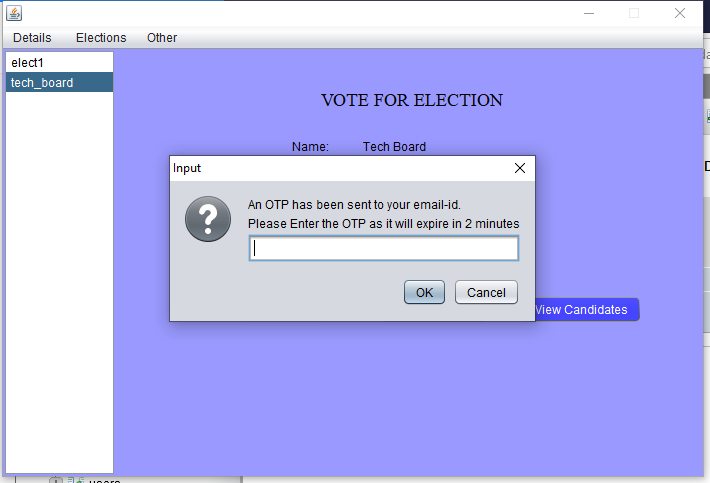 Details Elections Other
elect1
tech_board
VOTE FOR ELECTION
Name: Tech Board
Input
An OTP has been sent to your email-id.
Please Enter the OTP as it will expire in 2 minutes
OK Cancel
View Candidates
users